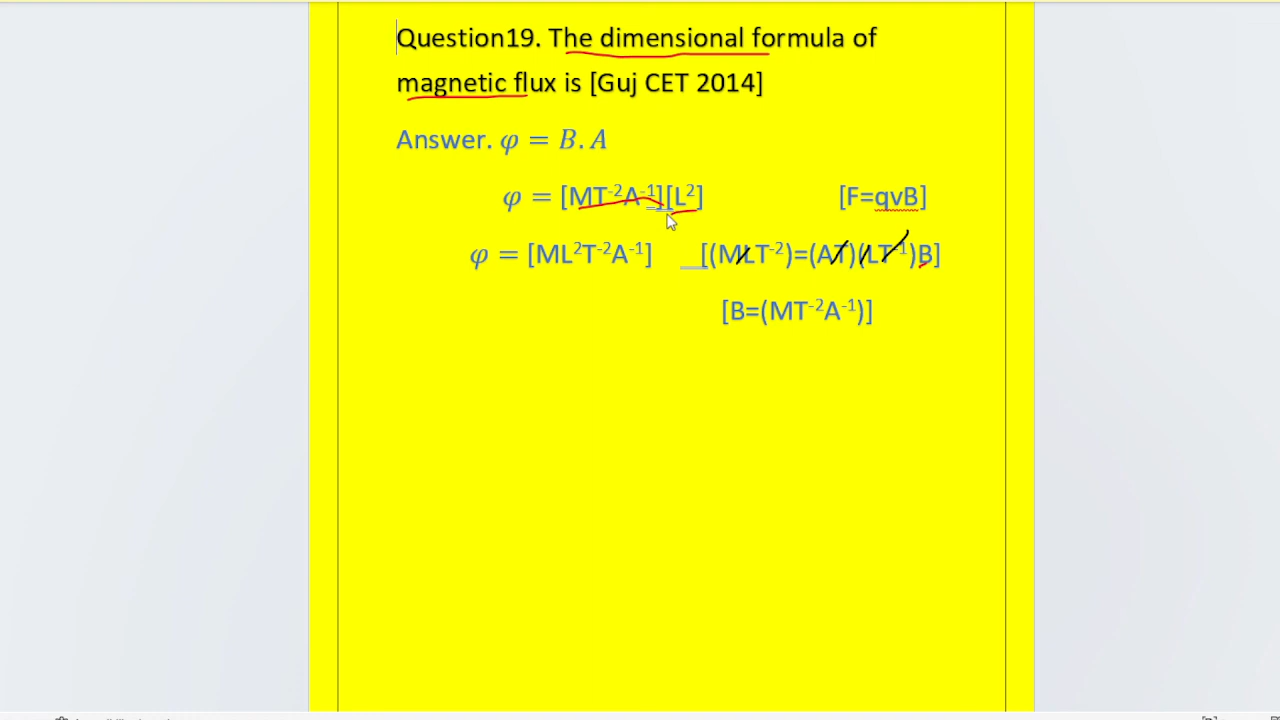 Question19. The dimensional formula of
magnetic flux is [Guj CET 2014]
Answer. φ = B. A
φ = [MT⁻²A⁻¹][L²] [F=qvB]
φ = [ML²T⁻²A⁻¹] [(MLT⁻²)=(AT)(LT⁻¹)B]
[B=(MT⁻²A⁻¹)]